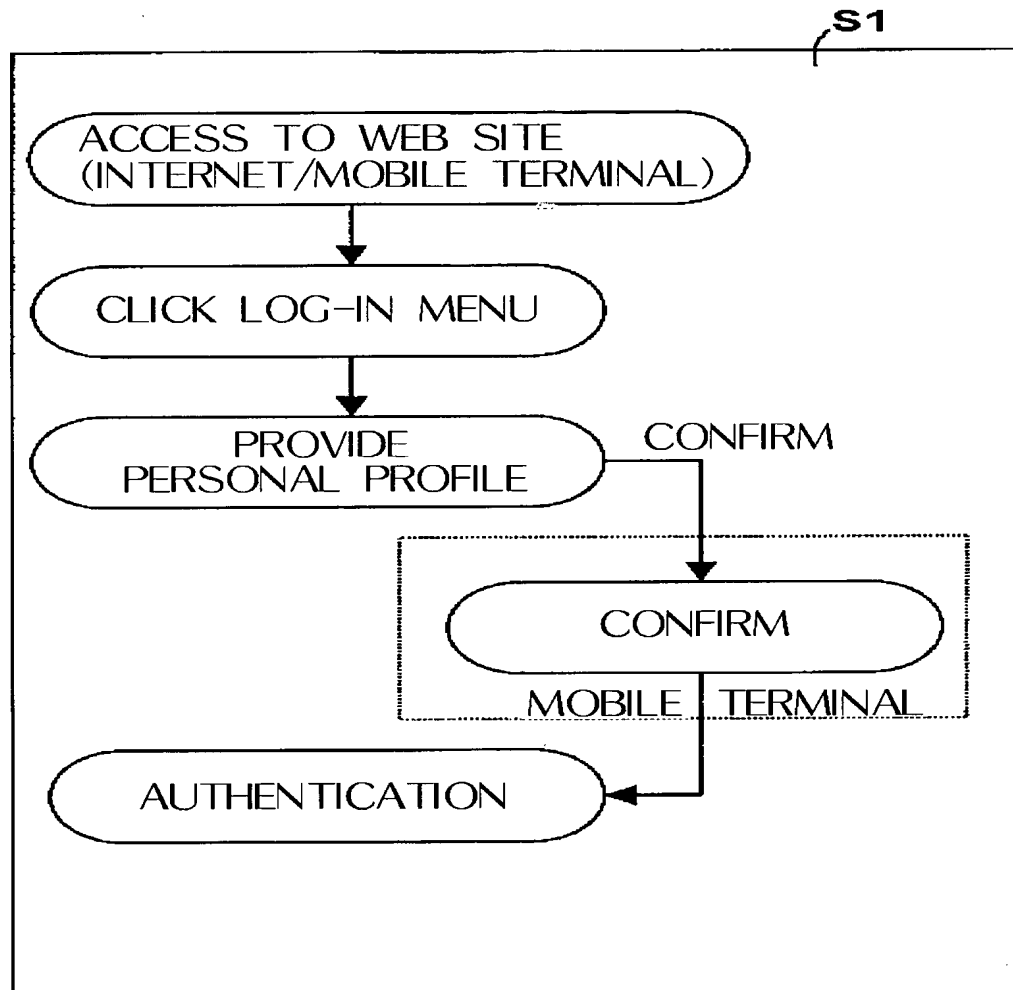 S1
ACCESS TO WEB SITE
(INTERNET/MOBILE TERMINAL)
CLICK LOG-IN MENU
PROVIDE
PERSONAL PROFILE
CONFIRM
CONFIRM
MOBILE TERMINAL
AUTHENTICATION